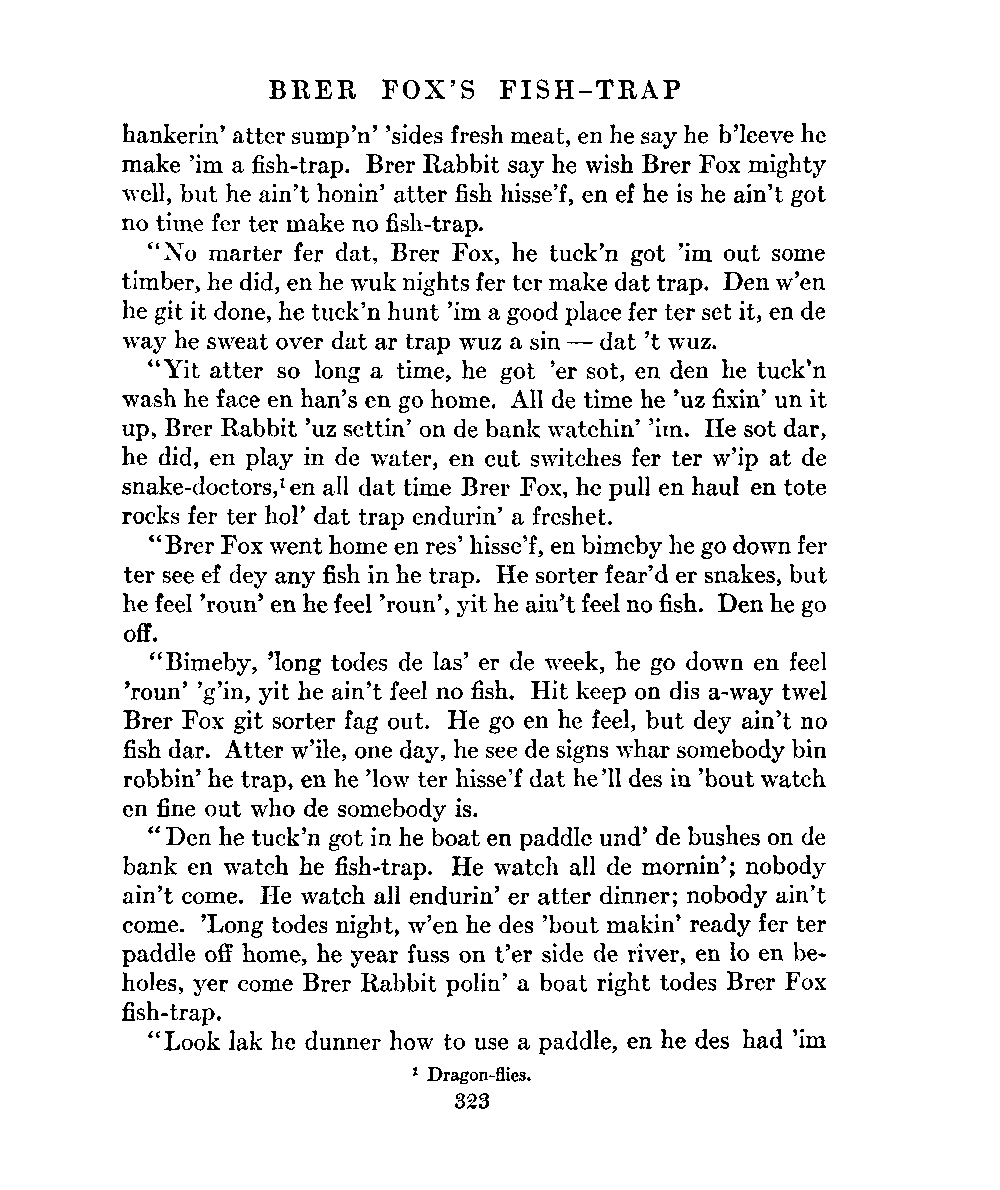 BRER FOX'S FISH-TRAP
hankerin' atter sump'n' 'sides fresh meat, en he say he b'leeve he
make 'im a fish-trap. Brer Rabbit say he wish Brer Fox mighty
well, but he ain't honin' atter fish hisse'f, en ef he is he ain't got
no time fer ter make no fish-trap.
"No marter fer dat, Brer Fox, he tuck'n got 'im out some
timber, he did, en he wuk nights fer ter make dat trap. Den w'en
he git it done, he tuck'n hunt 'im a good place fer ter set it, en de
way he sweat over dat ar trap wuz a sin — dat 't wuz.
"Yit atter so long a time, he got 'er sot, en den he tuck'n
wash he face en han's en go home. All de time he 'uz fixin' un it
up, Brer Rabbit 'uz settin' on de bank watchin' 'im. He sot dar,
he did, en play in de water, en cut switches fer ter w'ip at de
snake-doctors,¹ en all dat time Brer Fox, he pull en haul en tote
rocks fer ter hol' dat trap endurin' a freshet.
"Brer Fox went home en res' hisse'f, en bimeby he go down fer
ter see ef dey any fish in he trap. He sorter fear'd er snakes, but
he feel 'roun' en he feel 'roun', yit he ain't feel no fish. Den he go
off.
"Bimeby, 'long todes de las' er de week, he go down en feel
'roun' 'g'in, yit he ain't feel no fish. Hit keep on dis a-way twel
Brer Fox git sorter fag out. He go en he feel, but dey ain't no
fish dar. Atter w'ile, one day, he see de signs whar somebody bin
robbin' he trap, en he 'low ter hisse'f dat he'll des in 'bout watch
en fine out who de somebody is.
"Den he tuck'n got in he boat en paddle und' de bushes on de
bank en watch he fish-trap. He watch all de mornin'; nobody
ain't come. He watch all endurin' er atter dinner; nobody ain't
come. 'Long todes night, w'en he des 'bout makin' ready fer ter
paddle off home, he year fuss on t'er side de river, en lo en be-
holes, yer come Brer Rabbit polin' a boat right todes Brer Fox
fish-trap.
"Look lak he dunner how to use a paddle, en he des had 'im
¹ Dragon-flies.
323